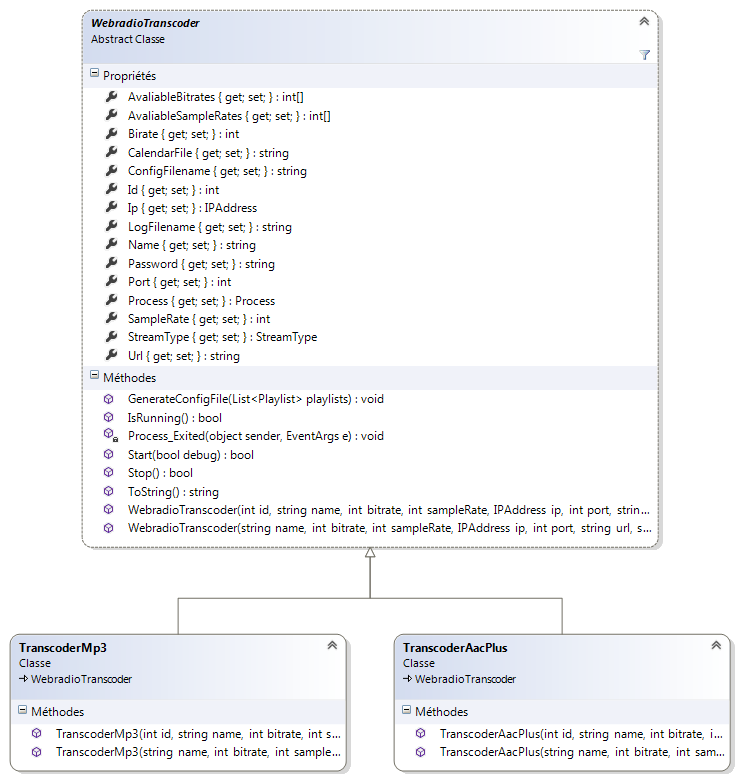 WebradioTranscoder
Abstract Classe
Propriétés
AvaliableBitrates { get; set; } : int[]
AvaliableSampleRates { get; set; } : int[]
Birate { get; set; } : int
CalendarFile { get; set; } : string
ConfigFilename { get; set; } : string
Id { get; set; } : int
Ip { get; set; } : IPAddress
LogFilename { get; set; } : string
Name { get; set; } : string
Password { get; set; } : string
Port { get; set; } : int
Process { get; set; } : Process
SampleRate { get; set; } : int
StreamType { get; set; } : StreamType
Url { get; set; } : string
Méthodes
GenerateConfigFile(List<Playlist> playlists) : void
IsRunning() : bool
Process_Exited(object sender, EventArgs e) : void
Start(bool debug) : bool
Stop() : bool
ToString() : string
WebradioTranscoder(int id, string name, int bitrate, int sampleRate, IPAddress ip, int port, strin...
WebradioTranscoder(string name, int bitrate, int sampleRate, IPAddress ip, int port, string url, s...
TranscoderMp3
Classe
WebradioTranscoder
Méthodes
TranscoderMp3(int id, string name, int bitrate, int s...
TranscoderMp3(string name, int bitrate, int sample...
TranscoderAacPlus
Classe
WebradioTranscoder
Méthodes
TranscoderAacPlus(int id, string name, int bitrate, i...
TranscoderAacPlus(string name, int bitrate, int sam...